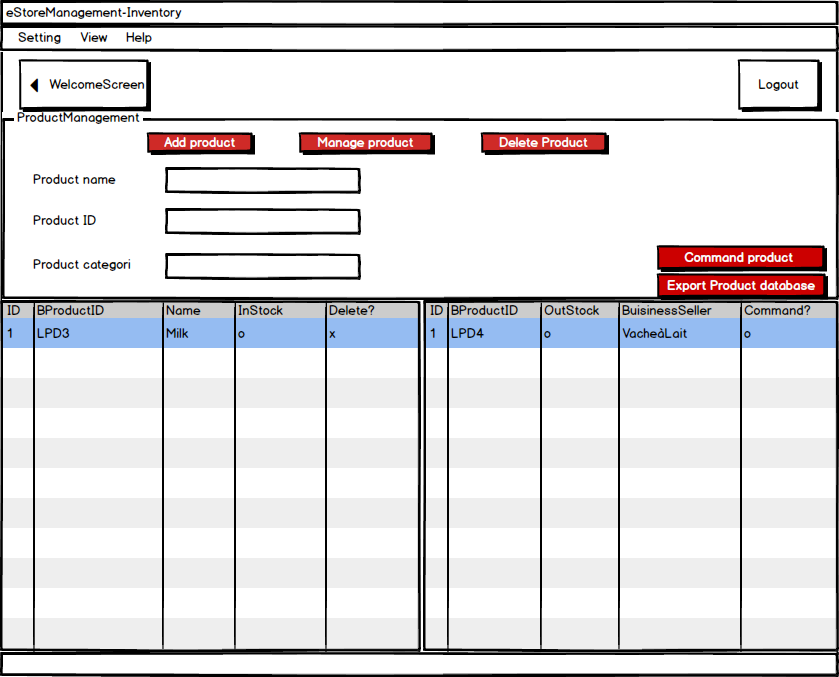 eStoreManagement-Inventory
Setting View Help
WelcomeScreen Logout
ProductManagement
Add product Manage product Delete Product
Product name
Product ID
Product categori
Command product
Export Product database
ID BProductID Name InStock Delete? ID BProductID OutStock BuisinessSeller Command?
1 LPD3 Milk o x 1 LPD4 o VacheàLait o